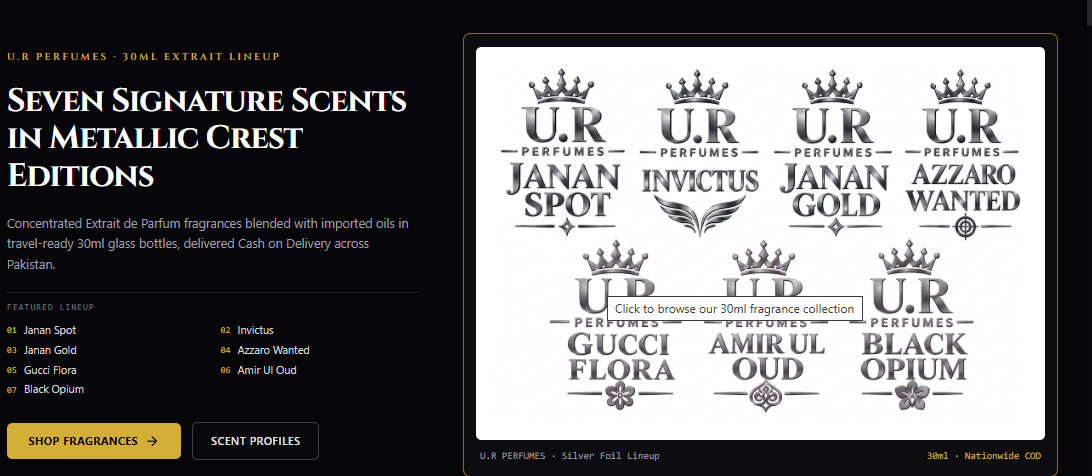 U.R PERFUMES · 30ML EXTRAIT LINEUP
SEVEN SIGNATURE SCENTS
IN METALLIC CREST
EDITIONS
Concentrated Extrait de Parfum fragrances blended with imported oils in
travel-ready 30ml glass bottles, delivered Cash on Delivery across
Pakistan.
FEATURED LINEUP
01 Janan Spot
02 Invictus
03 Janan Gold
04 Azzaro Wanted
05 Gucci Flora
06 Amir Ul Oud
07 Black Opium
SHOP FRAGRANCES →
SCENT PROFILES
U.R
PERFUMES
JANAN
SPOT
U.R
PERFUMES
INVICTUS
U.R
PERFUMES
JANAN
GOLD
U.R
PERFUMES
AZZARO
WANTED
U.R
PERFUMES
GUCCI
FLORA
U.R
PERFUMES
AMIR UL
OUD
U.R
PERFUMES
BLACK
OPIUM
Click to browse our 30ml fragrance collection
U.R PERFUMES · Silver Foil Lineup
30ml · Nationwide COD